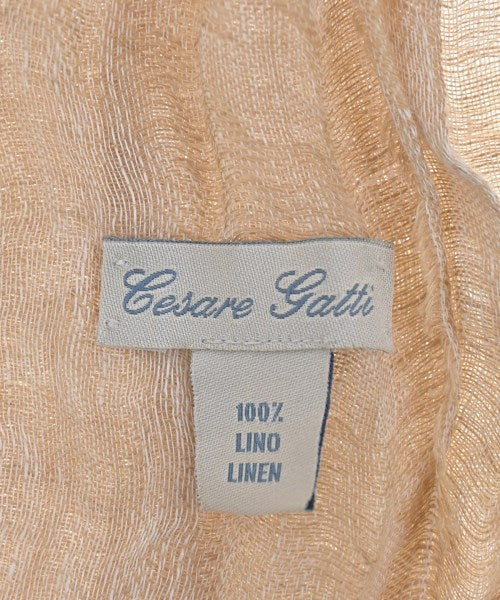 Cesare Gatti
100%
LINO
LINEN